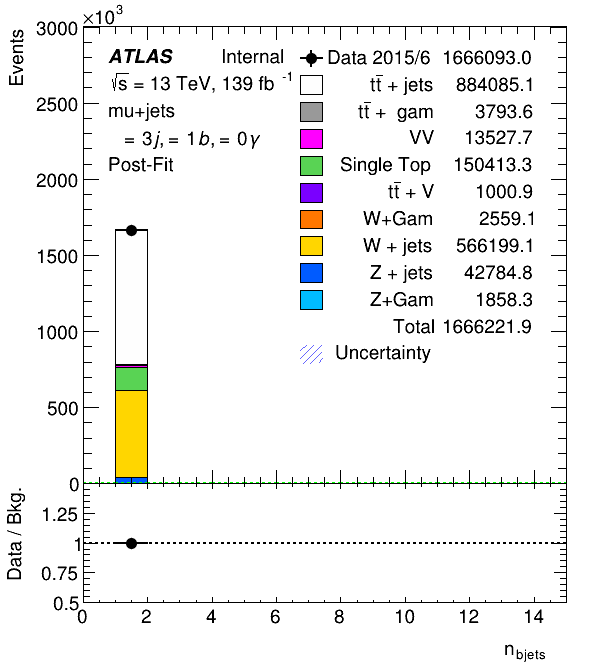 ×10³
Events
3000
2500
2000
1500
1000
500
0
ATLAS Internal
√s = 13 TeV, 139 fb⁻¹
mu+jets
= 3j, = 1b, = 0γ
Post-Fit
Data 2015/6 1666093.0
tt̄ + jets 884085.1
tt̄ + gam 3793.6
VV 13527.7
Single Top 150413.3
tt̄ + V 1000.9
W+Gam 2559.1
W + jets 566199.1
Z + jets 42784.8
Z+Gam 1858.3
Total 1666221.9
Uncertainty
Data / Bkg.
1.25
1
0.75
0.5
0 2 4 6 8 10 12 14
n_bjets